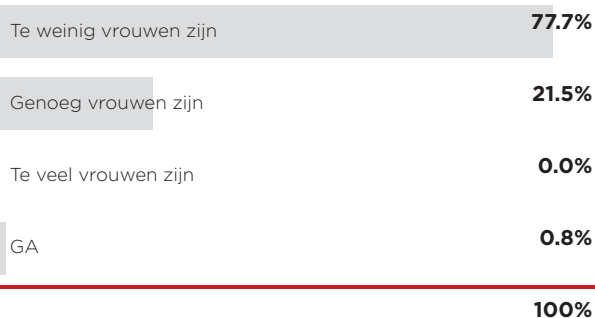 Te weinig vrouwen zijn 77.7%
Genoeg vrouwen zijn 21.5%
Te veel vrouwen zijn 0.0%
GA 0.8%
100%